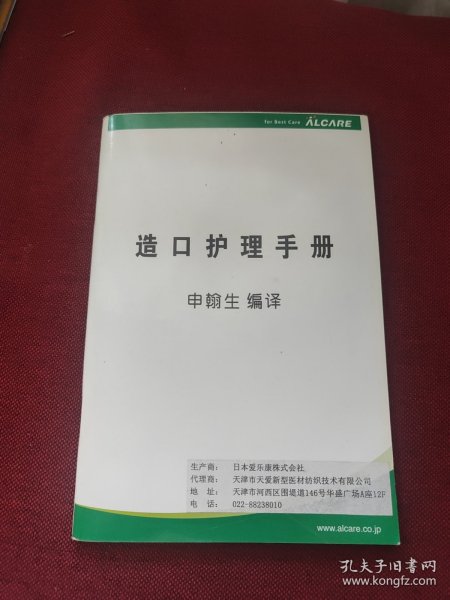 for Best Care ALCARE
造口护理手册
申翰生 编译
生产商： 日本爱乐康株式会社
代理商： 天津市天爱新型医材纺织技术有限公司
地　址： 天津市河西区围堤道146号华盛广场A座12F
电　话： 022-88238010
www.alcare.co.jp
孔夫子旧书网
www.kongfz.com